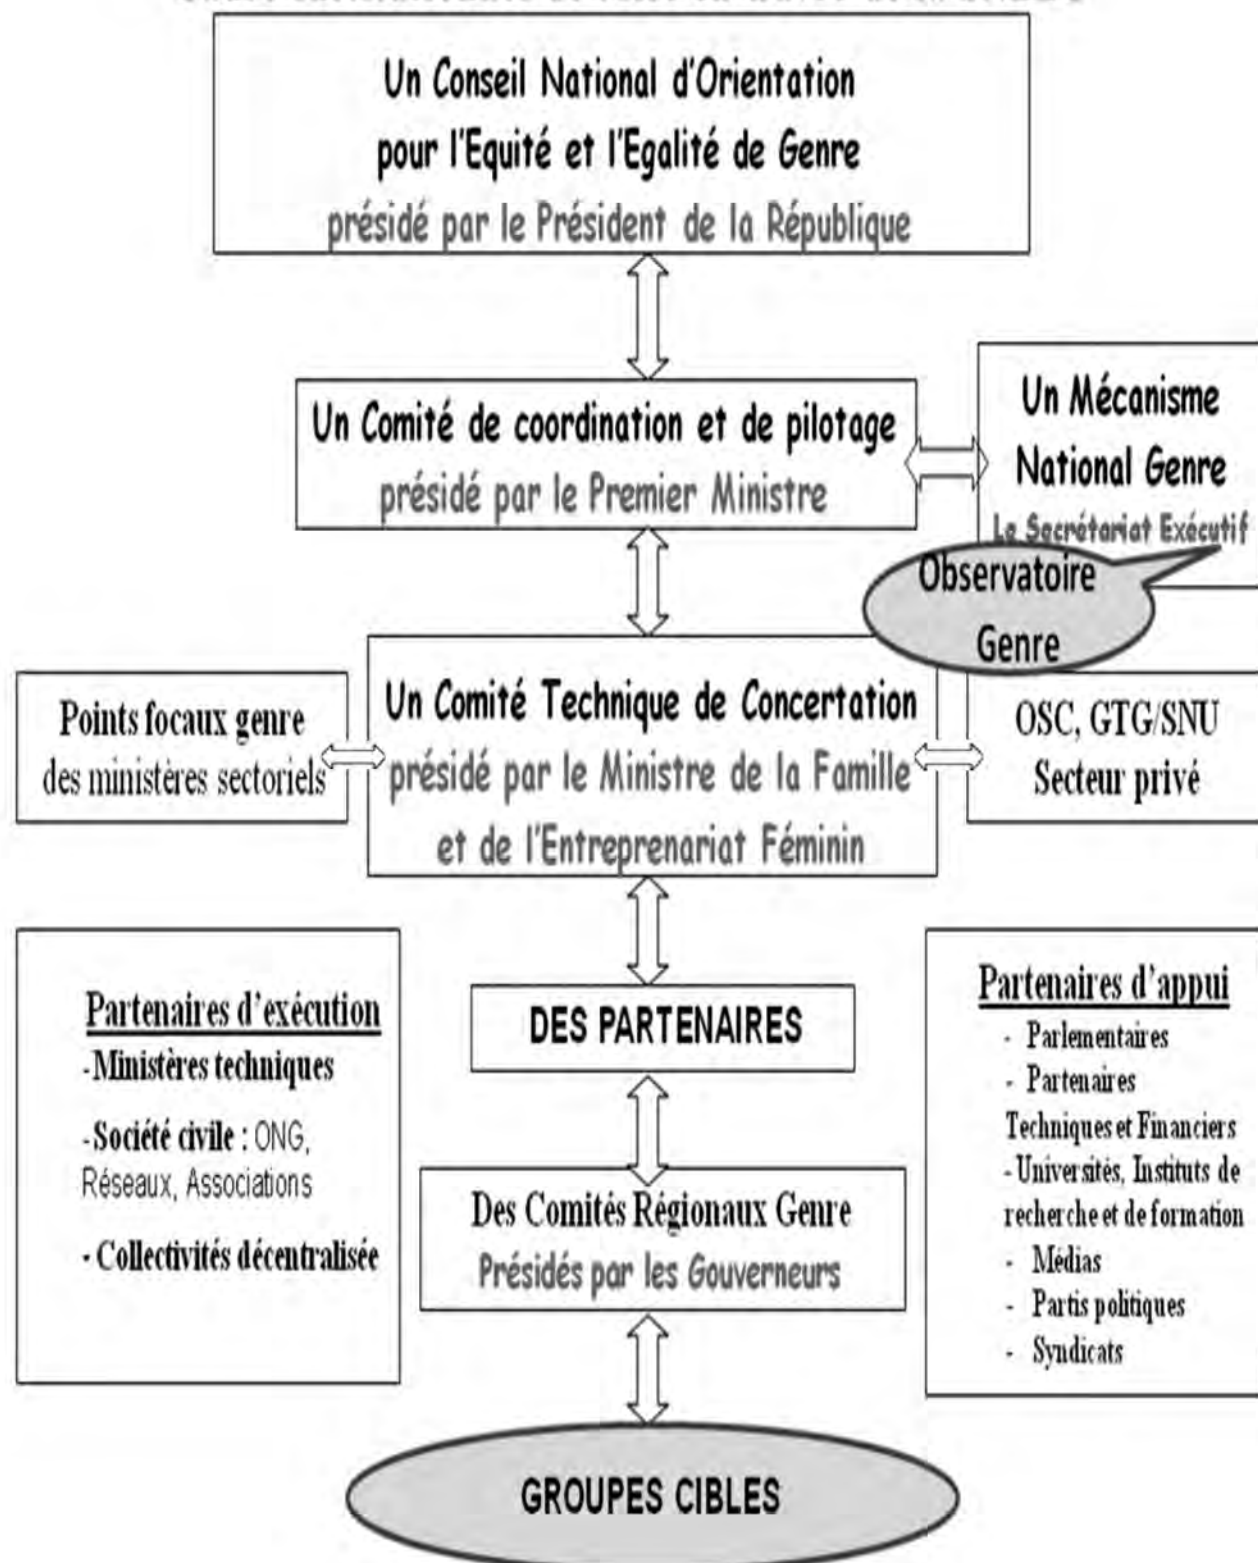 Un Conseil National d'Orientation
pour l'Equité et l'Egalité de Genre
présidé par le Président de la République
Un Comité de coordination et de pilotage
présidé par le Premier Ministre
Un Mécanisme
National Genre
Le Secrétariat Exécutif
Observatoire
Genre
Points focaux genre
des ministères sectoriels
Un Comité Technique de Concertation
présidé par le Ministre de la Famille
et de l'Entreprenariat Féminin
OSC, GTG/SNU
Secteur privé
Partenaires d'exécution
-Ministères techniques
-Société civile : ONG,
Réseaux, Associations
- Collectivités décentralisée
DES PARTENAIRES
Des Comités Régionaux Genre
Présidés par les Gouverneurs
Partenaires d'appui
- Parlementaires
- Partenaires
Techniques et Financiers
-Universités, Instituts de
recherche et de formation
- Médias
- Partis politiques
- Syndicats
GROUPES CIBLES